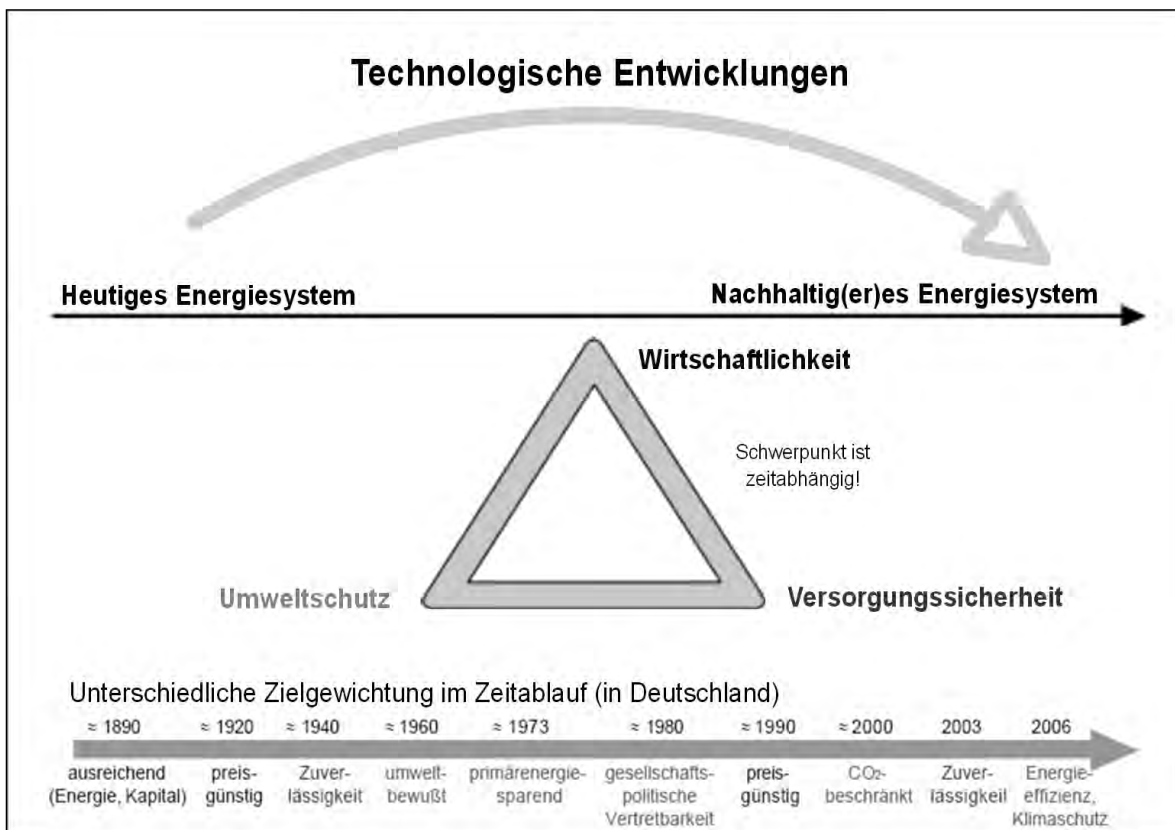 Technologische Entwicklungen
Heutiges Energiesystem
Nachhaltig(er)es Energiesystem
Wirtschaftlichkeit
Schwerpunkt ist
zeitabhängig!
Umweltschutz
Versorgungssicherheit
Unterschiedliche Zielgewichtung im Zeitablauf (in Deutschland)
≈ 1890 ≈ 1920 ≈ 1940 ≈ 1960 ≈ 1973 ≈ 1980 ≈ 1990 ≈ 2000 2003 2006
ausreichend preis- Zuver- umwelt- primärenergie- gesellschafts- preis- CO₂- Zuver- Energie-
(Energie, Kapital) günstig lässigkeit bewußt sparend politische günstig beschränkt lässigkeil effizienz,
Vertretbarkeit Klimaschutz